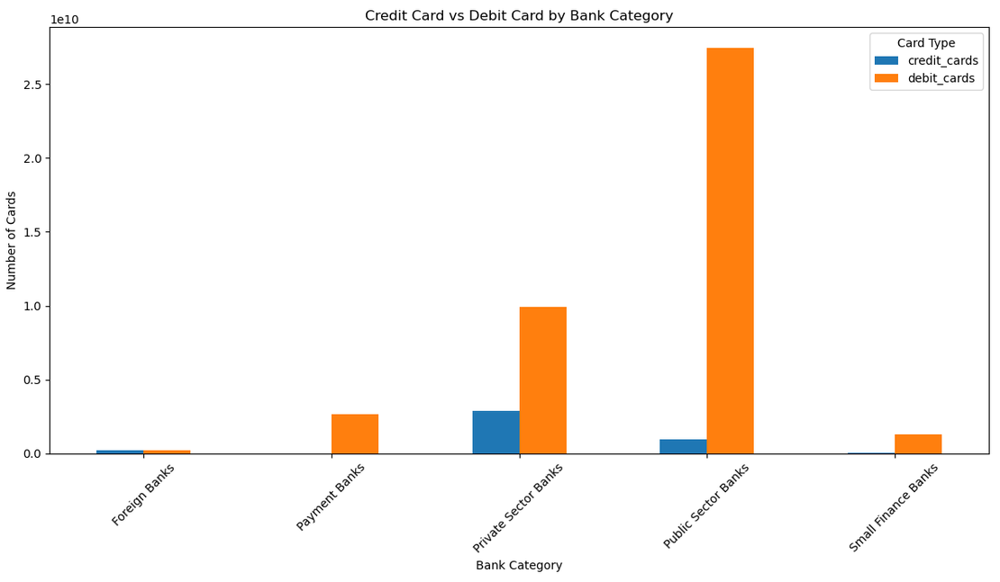 Credit Card vs Debit Card by Bank Category
1e10
Card Type
credit_cards
debit_cards
Number of Cards
2.5
2.0
1.5
1.0
0.5
0.0
Foreign Banks
Payment Banks
Private Sector Banks
Public Sector Banks
Small Finance Banks
Bank Category